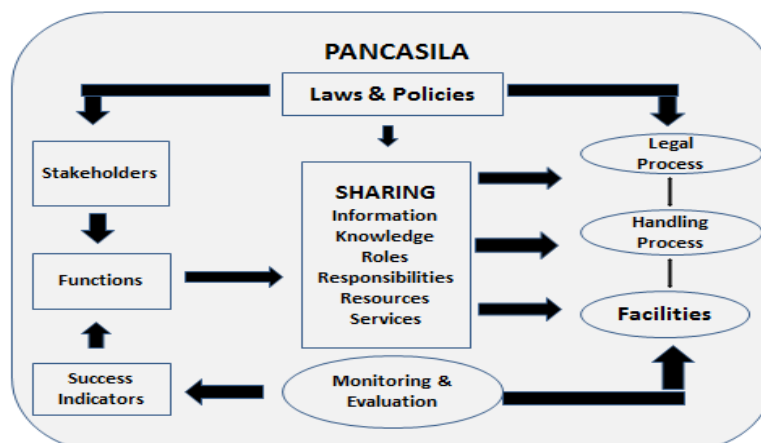 PANCASILA
Laws & Policies
Stakeholders
Functions
Success
Indicators
SHARING
Information
Knowledge
Roles
Responsibilities
Resources
Services
Monitoring &
Evaluation
Legal
Process
Handling
Process
Facilities